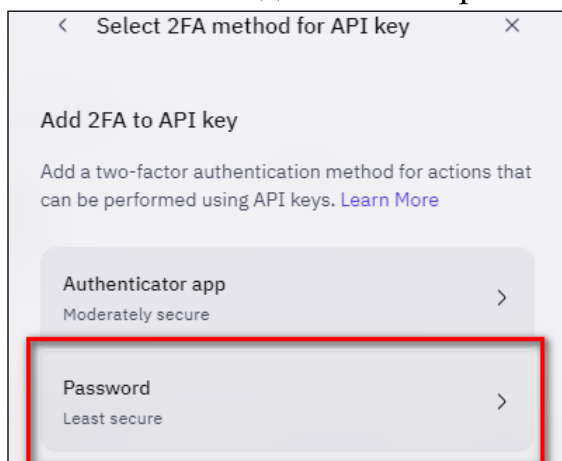 Select 2FA method for API key
Add 2FA to API key
Add a two-factor authentication method for actions that
can be performed using API keys. Learn More
Authenticator app
Moderately secure
Password
Least secure